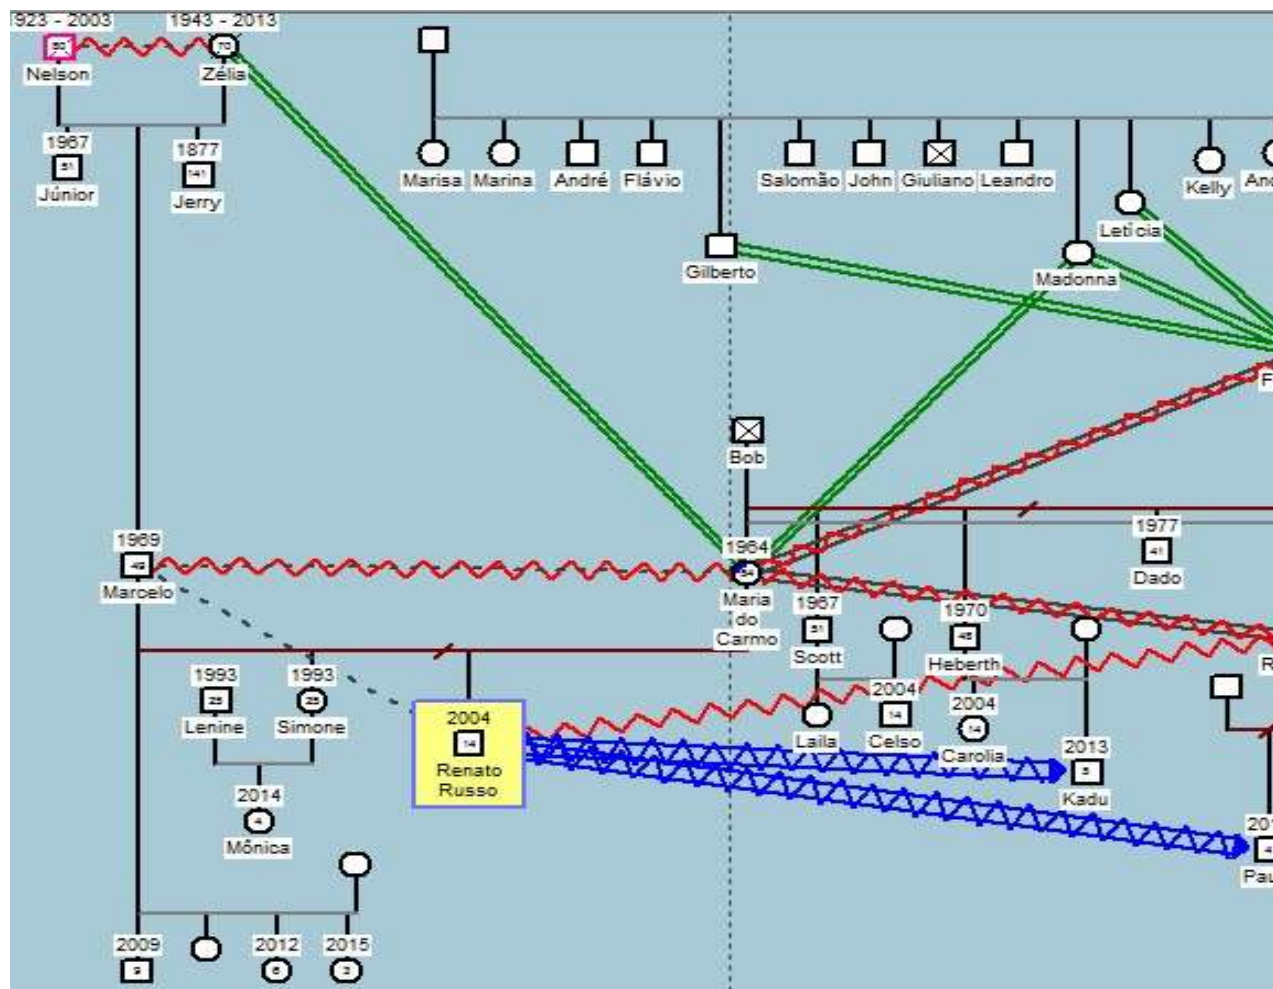 1923 - 2003
1943 - 2013
80
70
Nelson
Zélia
1967
1877
51
141
Júnior
Jerry
Marisa
Marina
André
Flávio
Salomão
John
Giuliano
Leandro
Kelly
Letícia
Gilberto
Madonna
Bob
1969
49
Marcelo
1964
54
Maria
do
Carmo
1977
41
Dado
1967
51
Scott
1970
48
Heberth
1993
25
Lenine
1993
25
Simone
2004
14
Renato
Russo
Laila
2004
14
Celso
2004
14
Carolia
2013
5
Kadu
2014
4
Mônica
2009
9
2012
6
2015
3